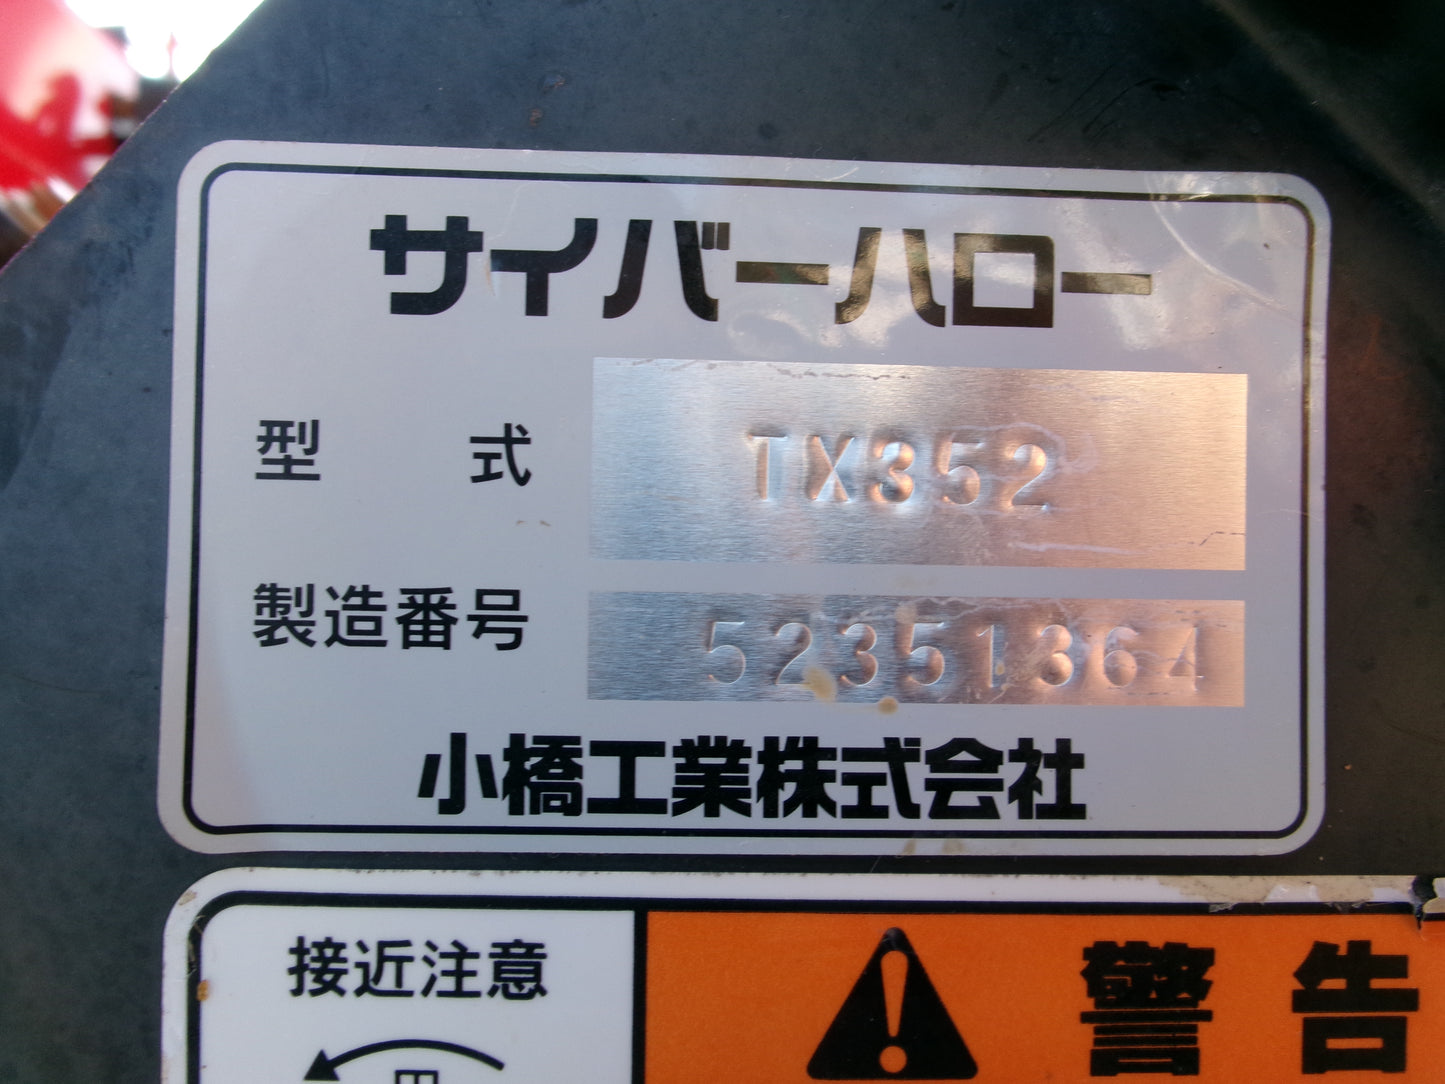 サイバーハロー
型式 TX352
製造番号 52351364
小橋工業株式会社
接近注意
警告